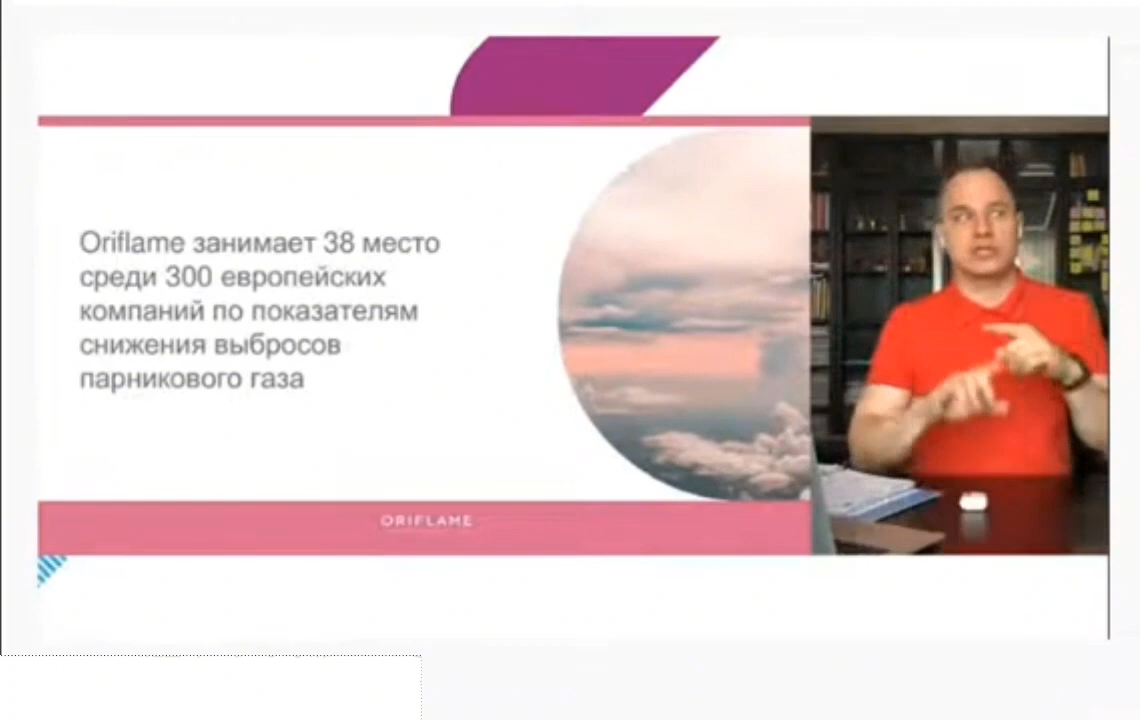 Oriflame занимает 38 место
среди 300 европейских
компаний по показателям
снижения выбросов
парникового газа
ORIFLAME